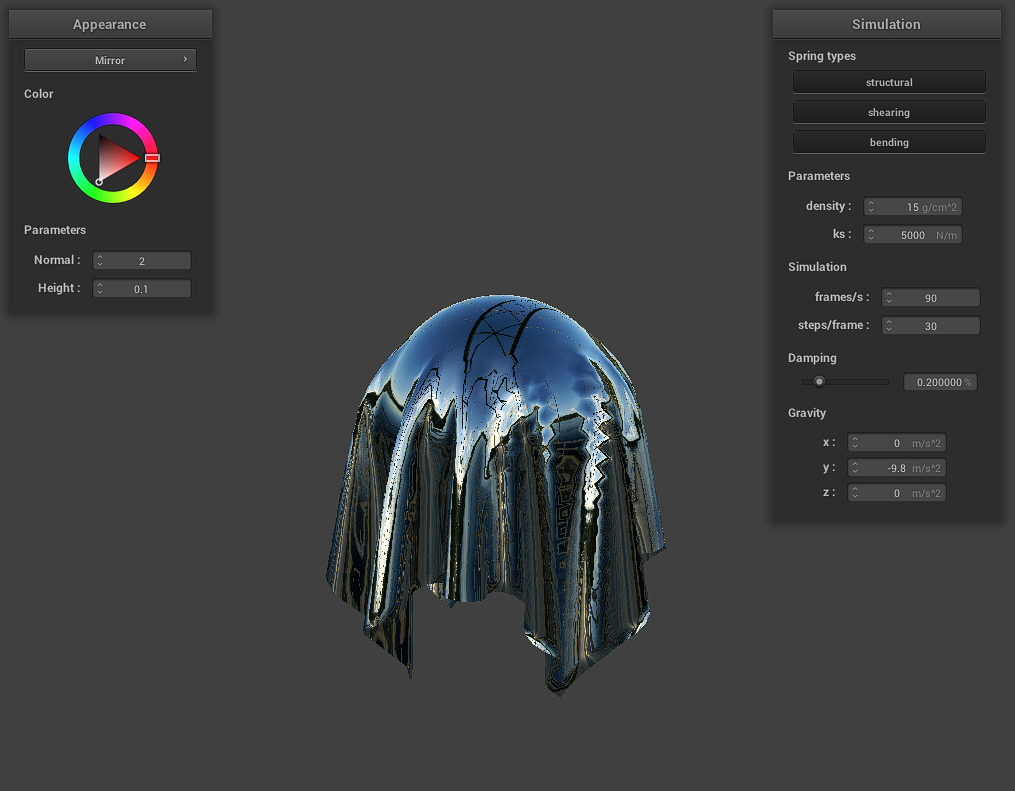 Appearance
Mirror
Color
Parameters
Normal : 2
Height : 0.1
Simulation
Spring types
structural
shearing
bending
Parameters
density : 15 g/cm^2
ks : 5000 N/m
Simulation
frames/s : 90
steps/frame : 30
Damping
0.200000 %
Gravity
x : 0 m/s^2
y : -9.8 m/s^2
z : 0 m/s^2